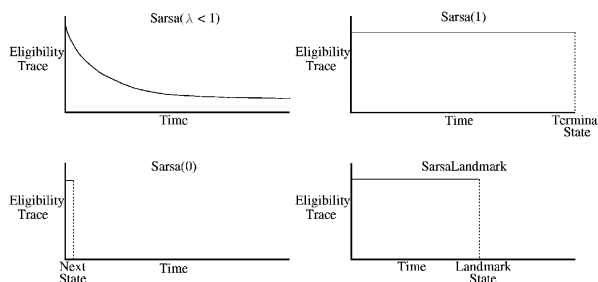 Sarsa(λ < 1)
Eligibility
Trace
Time
Sarsa(1)
Eligibility
Trace
Time
Termina
State
Sarsa(0)
Eligibility
Trace
Next
State
Time
SarsaLandmark
Eligibility
Trace
Time
Landmark
State